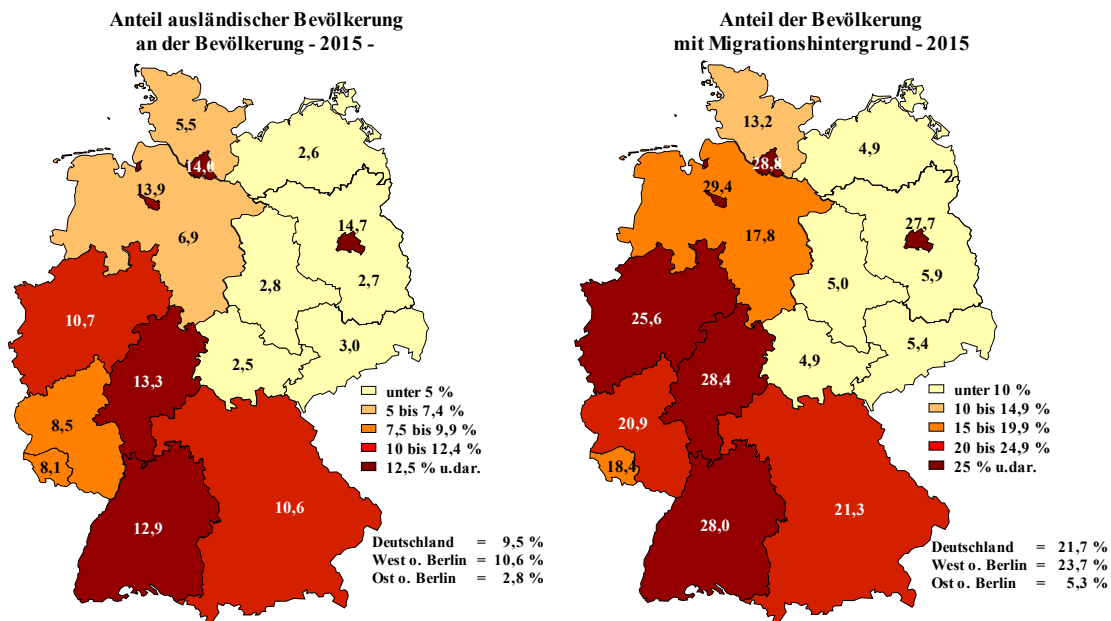 Anteil ausländischer Bevölkerung
an der Bevölkerung - 2015 -
5,5
2,6
14,0
13,9
14,7
6,9
2,8
2,7
10,7
3,0
2,5
13,3
8,5
8,1
10,6
12,9
unter 5 %
5 bis 7,4 %
7,5 bis 9,9 %
10 bis 12,4 %
12,5 % u.dar.
Deutschland = 9,5 %
West o. Berlin = 10,6 %
Ost o. Berlin = 2,8 %
Anteil der Bevölkerung
mit Migrationshintergrund - 2015
13,2
4,9
28,8
29,4
27,7
17,8
5,0
5,9
25,6
5,4
4,9
28,4
20,9
18,4
21,3
28,0
unter 10 %
10 bis 14,9 %
15 bis 19,9 %
20 bis 24,9 %
25 % u.dar.
Deutschland = 21,7 %
West o. Berlin = 23,7 %
Ost o. Berlin = 5,3 %